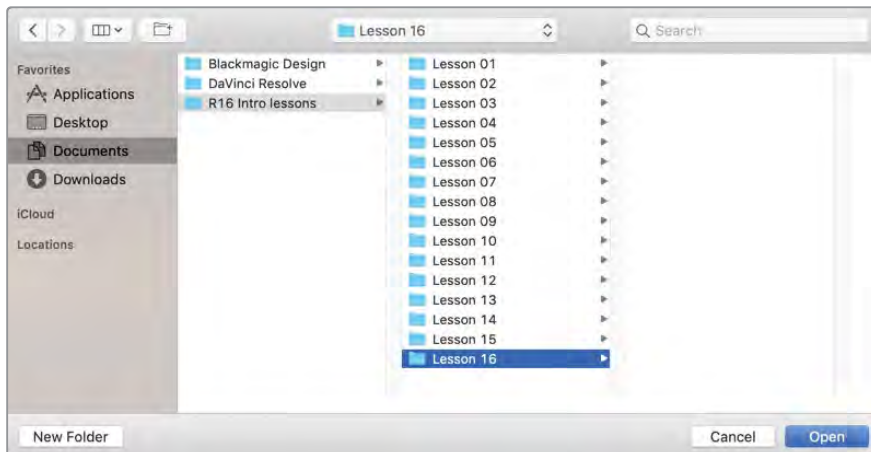 Lesson 16
Search
Favorites
Applications
Desktop
Documents
Downloads
iCloud
Locations
Blackmagic Design
DaVinci Resolve
R16 Intro lessons
Lesson 01
Lesson 02
Lesson 03
Lesson 04
Lesson 05
Lesson 06
Lesson 07
Lesson 08
Lesson 09
Lesson 10
Lesson 11
Lesson 12
Lesson 13
Lesson 14
Lesson 15
Lesson 16
New Folder
Cancel
Open